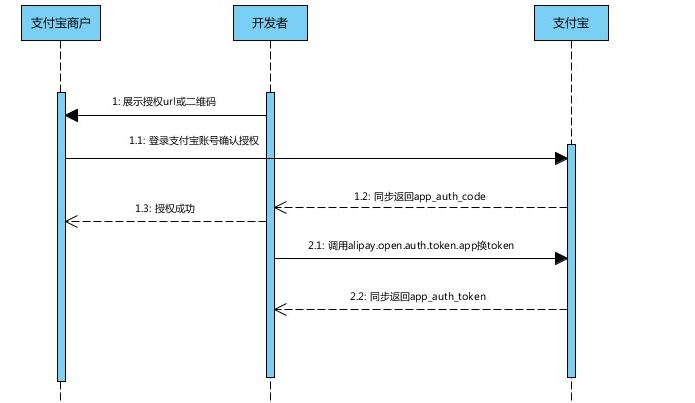 支付宝商户
开发者
支付宝
1: 展示授权url或二维码
1.1: 登录支付宝账号确认授权
1.2: 同步返回app_auth_code
1.3: 授权成功
2.1: 调用alipay.open.auth.token.app换token
2.2: 同步返回app_auth_token